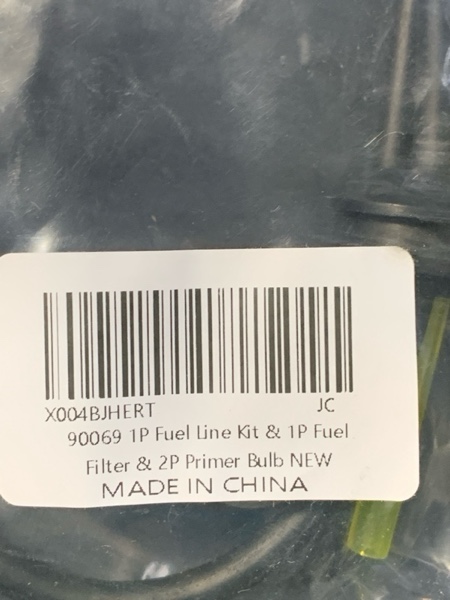 X004BJHERT JC
90069 1P Fuel Line Kit & 1P Fuel
Filter & 2P Primer Bulb NEW
MADE IN CHINA